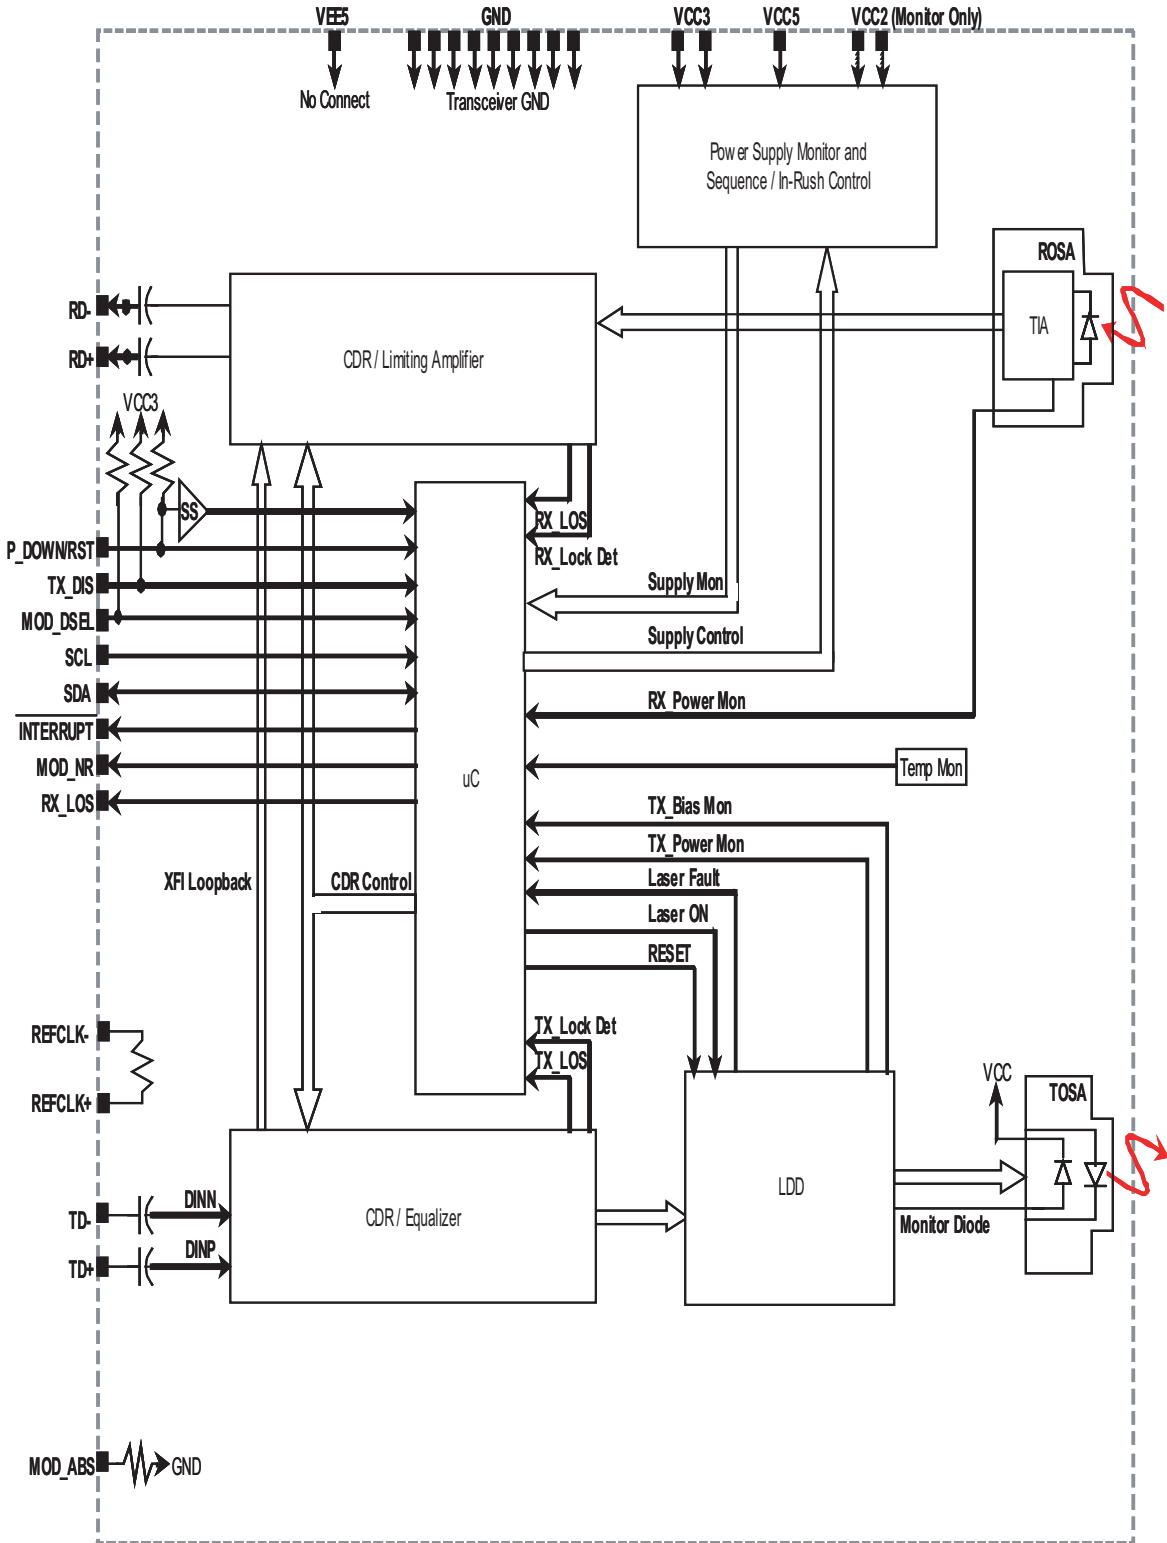 VEE5
GND
VCC3
VCC5
VCC2 (Monitor Only)
No Connect
Transceiver GND
Power Supply Monitor and
Sequence / In-Rush Control
ROSA
TIA
RD-
RD+
CDR / Limiting Amplifier
VCC3
SS
RX_LOS
RX_Lock Det
P_DOWN/RST
TX_DIS
MOD_DSEL
SCL
SDA
INTERRUPT
MOD_NR
RX_LOS
Supply Mon
Supply Control
RX_Power Mon
uC
Temp Mon
TX_Bias Mon
TX_Power Mon
Laser Fault
Laser ON
RESET
XFI Loopback
CDR Control
REFCLK-
REFCLK+
TX_Lock Det
TX_LOS
VCC
TOSA
LDD
Monitor Diode
DINN
TD-
DINP
TD+
CDR / Equalizer
MOD_ABS
GND